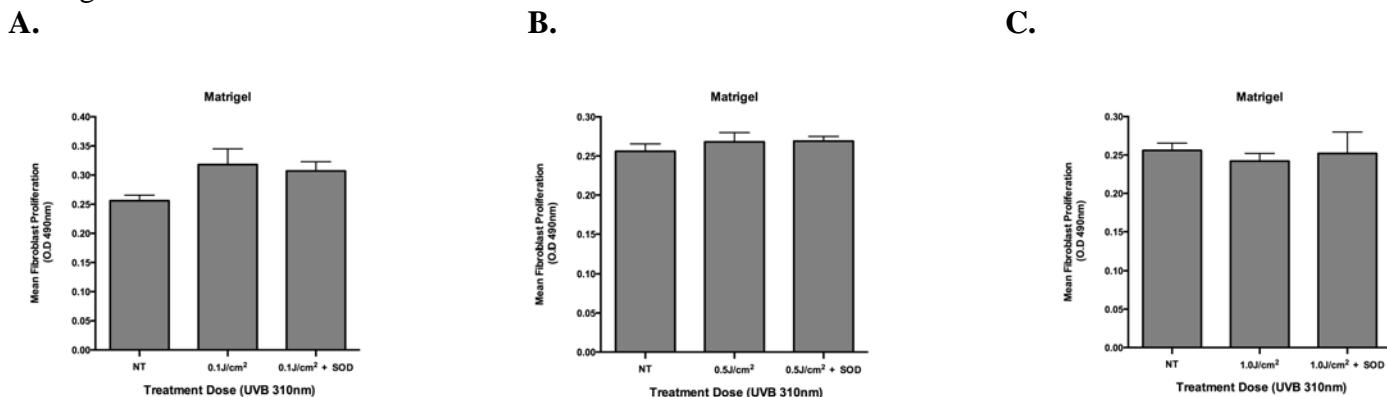 A.
B.
C.
Matrigel
Mean Fibroblast Proliferation
(O.D 490nm)
0.40
0.35
0.30
0.25
0.20
0.15
0.10
0.05
0.00
NT
0.1J/cm²
0.1J/cm² + SOD
Treatment Dose (UVB 310nm)
Matrigel
Mean Fibroblast Proliferation
(O.D 490nm)
0.30
0.25
0.20
0.15
0.10
0.05
0.00
NT
0.5J/cm²
0.5J/cm² + SOD
Treatment Dose (UVB 310nm)
Matrigel
Mean Fibroblast Proliferation
(O.D 490nm)
0.30
0.25
0.20
0.15
0.10
0.05
0.00
NT
1.0J/cm²
1.0J/cm² + SOD
Treatment Dose (UVB 310nm)